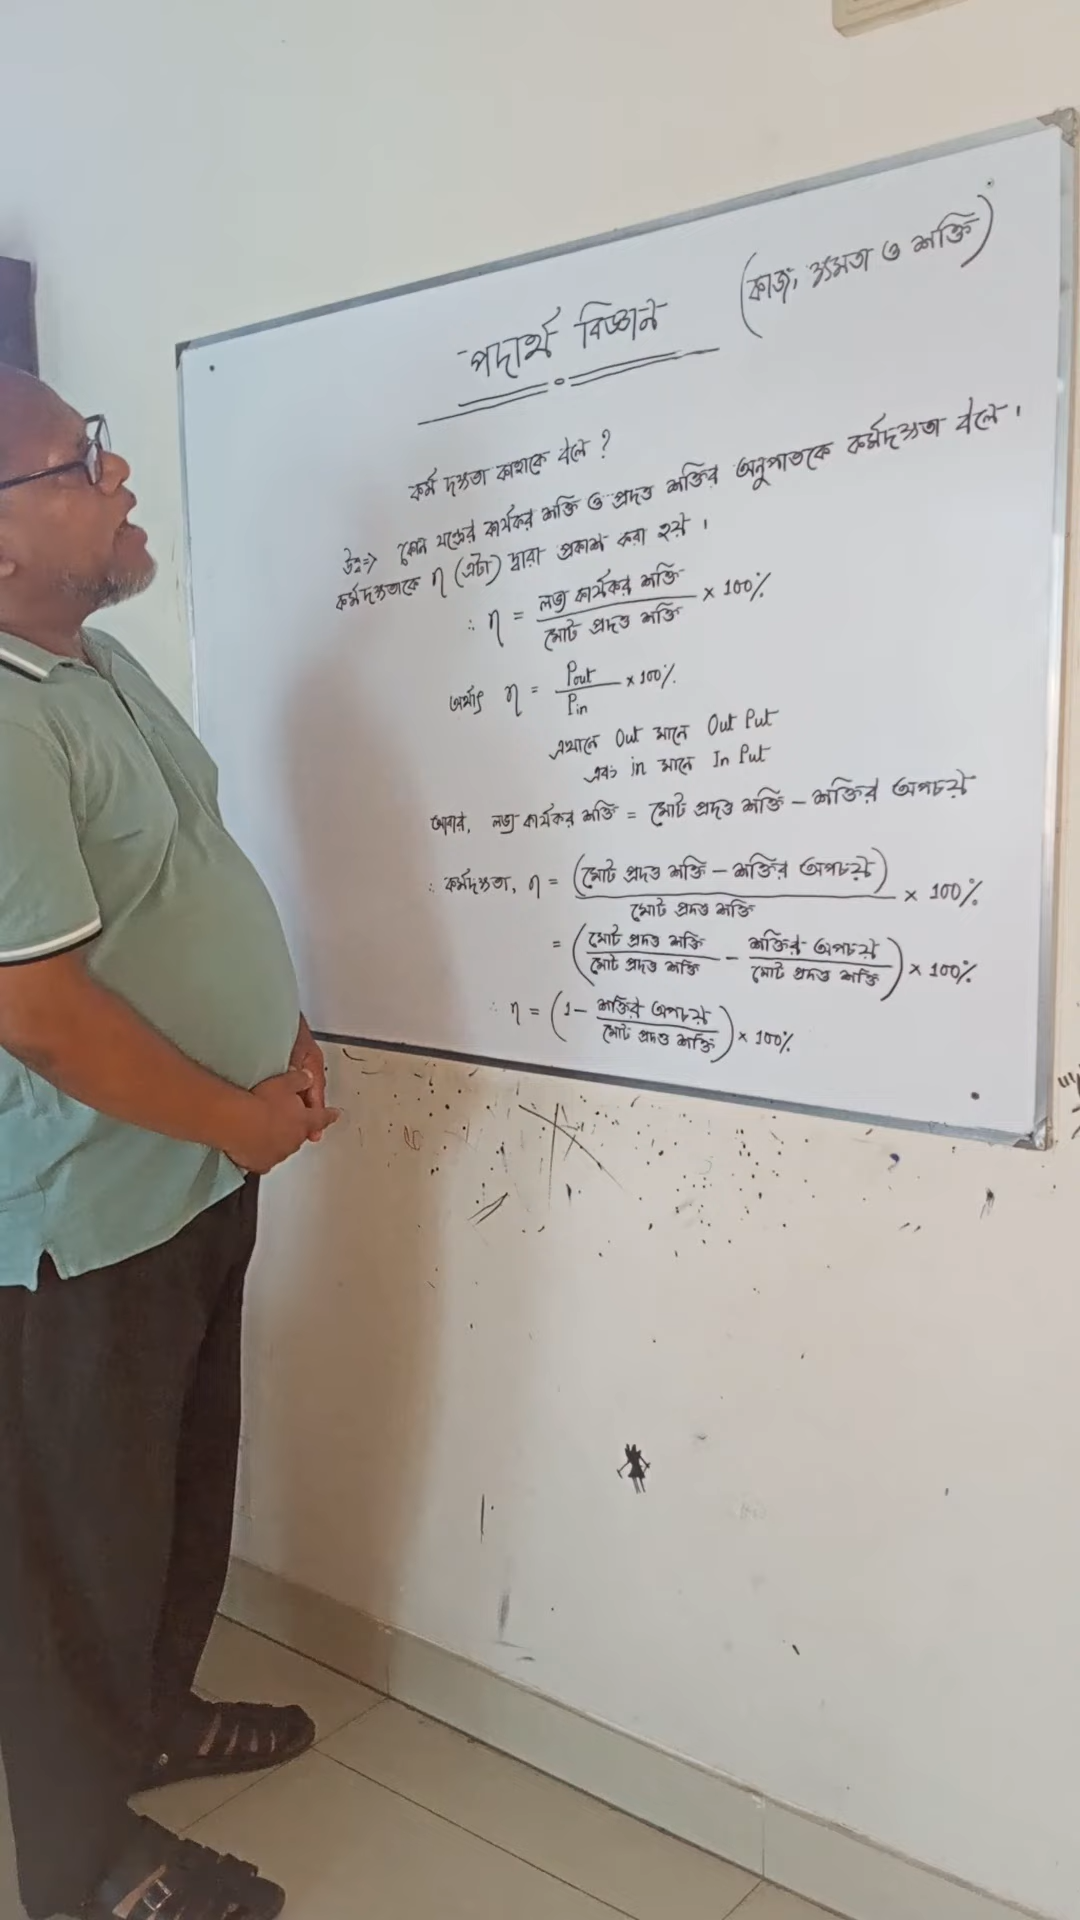 (কাজ, ক্ষমতা ও শক্তি)
পদার্থ বিজ্ঞান
কর্ম দক্ষতা কাহাকে বলে ?
উঃ=> কোন যন্ত্রের কার্যকর শক্তি ও প্রদত্ত শক্তির অনুপাতকে কর্মদক্ষতা বলে ।
কর্মদক্ষতাকে η (এটা) দ্বারা প্রকাশ করা হয় ।
∴ η = লভ্য কার্যকর শক্তি / মোট প্রদত্ত শক্তি × 100%
অর্থাৎ η = Pout / Pin × 100%
এখানে Out মানে Out Put
এবং in মানে In Put
আবার, লভ্য কার্যকর শক্তি = মোট প্রদত্ত শক্তি – শক্তির অপচয়
∴ কর্মদক্ষতা, η = (মোট প্রদত্ত শক্তি – শক্তির অপচয়) / মোট প্রদত্ত শক্তি × 100%
= (মোট প্রদত্ত শক্তি / মোট প্রদত্ত শক্তি – শক্তির অপচয় / মোট প্রদত্ত শক্তি) × 100%
∴ η = (1 – শক্তির অপচয় / মোট প্রদত্ত শক্তি) × 100%